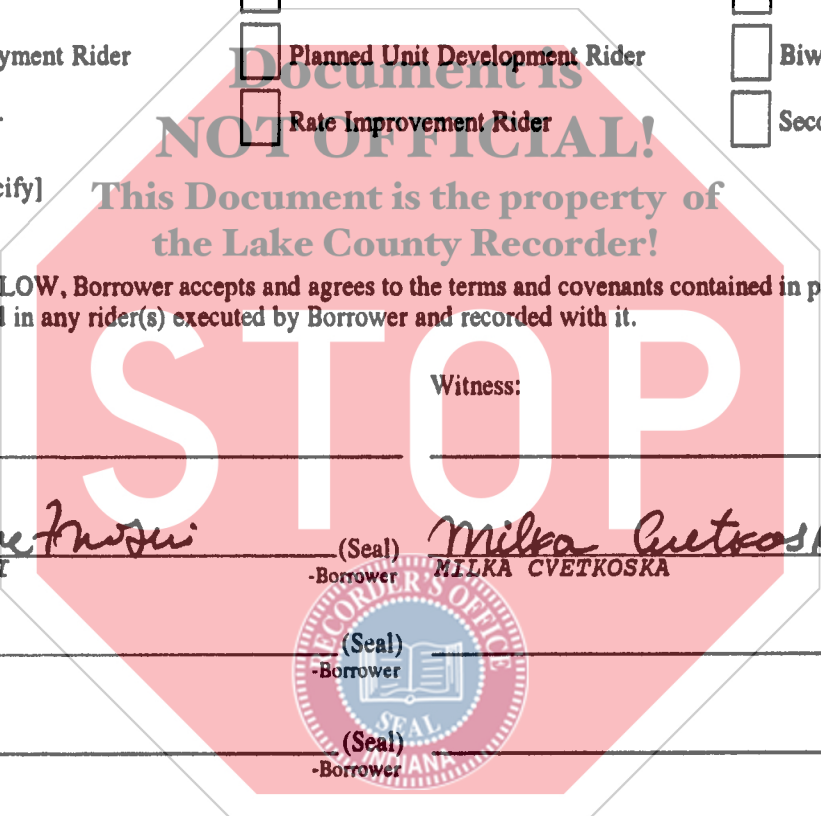 yment Rider Planned Unit Development Rider Biw
Document is
Rate Improvement Rider Seco
NOT OFFICIAL!
cify]
This Document is the property of
the Lake County Recorder!
LOW, Borrower accepts and agrees to the terms and covenants contained in p
in any rider(s) executed by Borrower and recorded with it.
STOP
Witness:
(Seal) Milka Cvetkosk
-Borrower MILKA CVETKOSKA
RECORDER'S OFFICE
(Seal)
-Borrower
SEAL
(Seal)
INDIANA
-Borrower